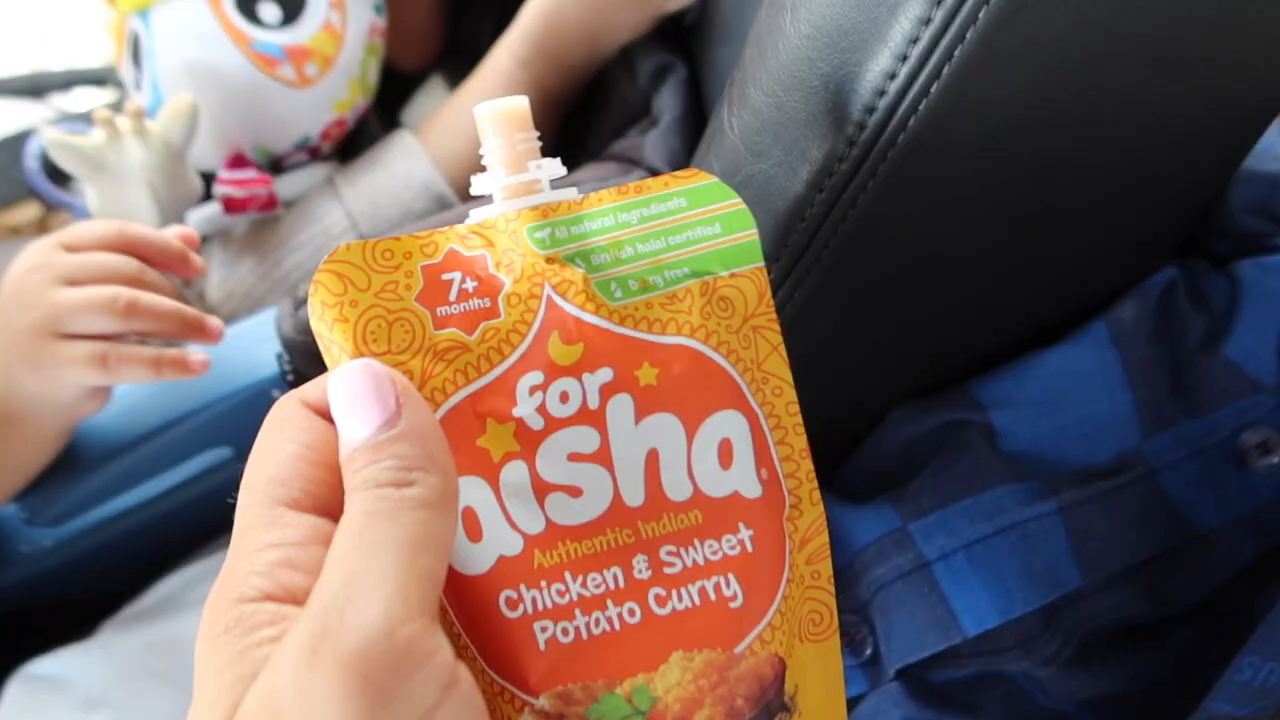 All natural ingredients
British halal certified
Dairy free
7+
months
for
aisha
Authentic Indian
Chicken & Sweet
Potato Curry